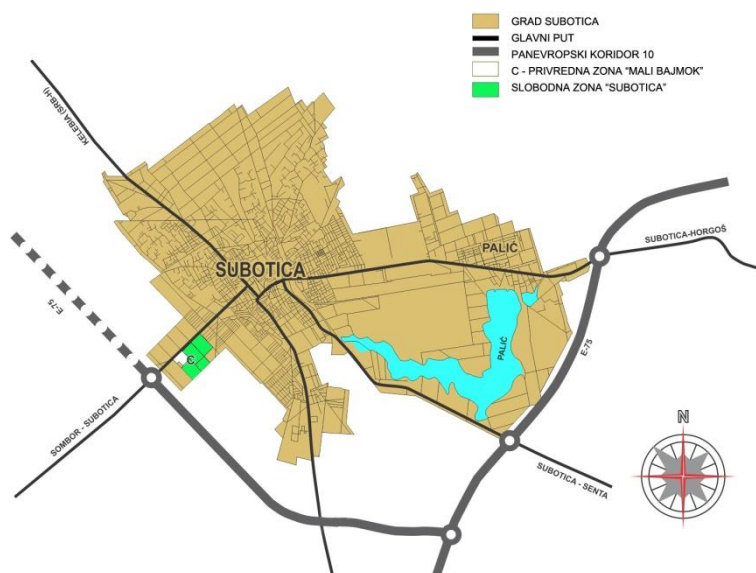 GRAD SUBOTICA
GLAVNI PUT
PANEVROPSKI KORIDOR 10
C - PRIVREDNA ZONA "MALI BAJMOK"
SLOBODNA ZONA "SUBOTICA"
KELEBIA (SRB-H)
SUBOTICA
PALIĆ
SUBOTICA-HORGOŠ
E-75
PALIĆ
E-75
C
SOMBOR - SUBOTICA
SUBOTICA - SENTA
N